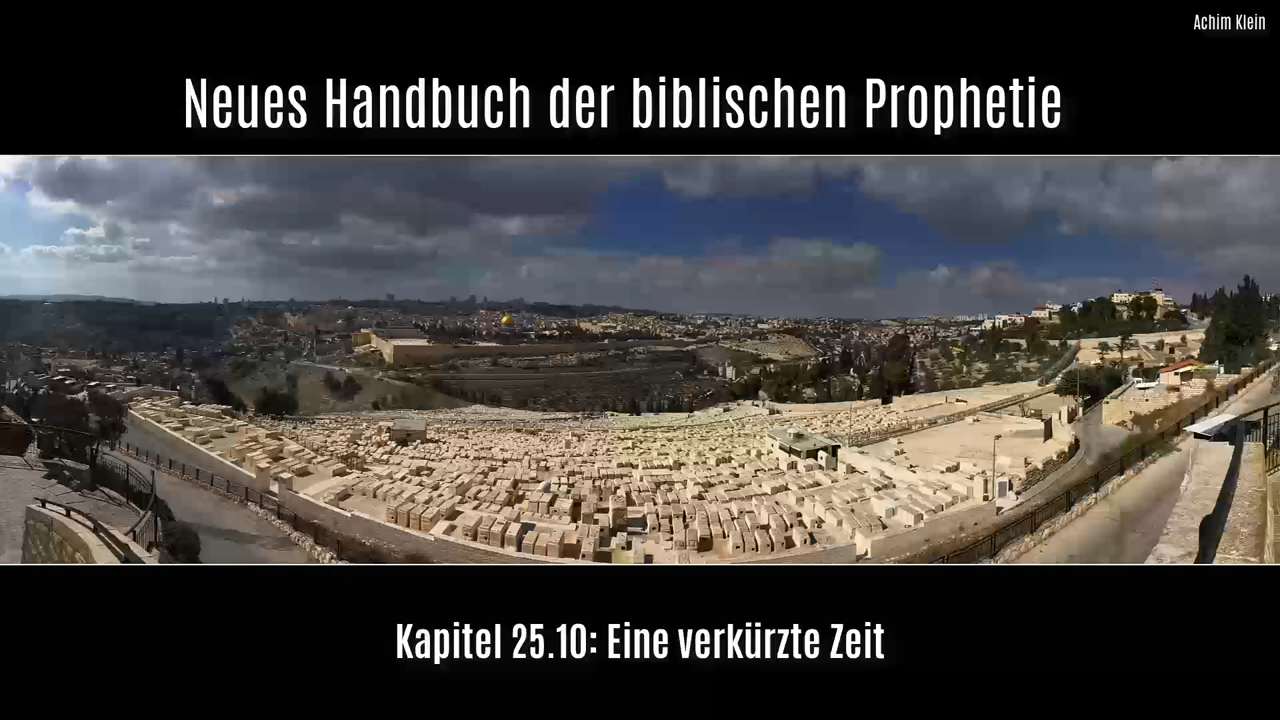 Achim Klein
Neues Handbuch der biblischen Prophetie
Kapitel 25.10: Eine verkürzte Zeit